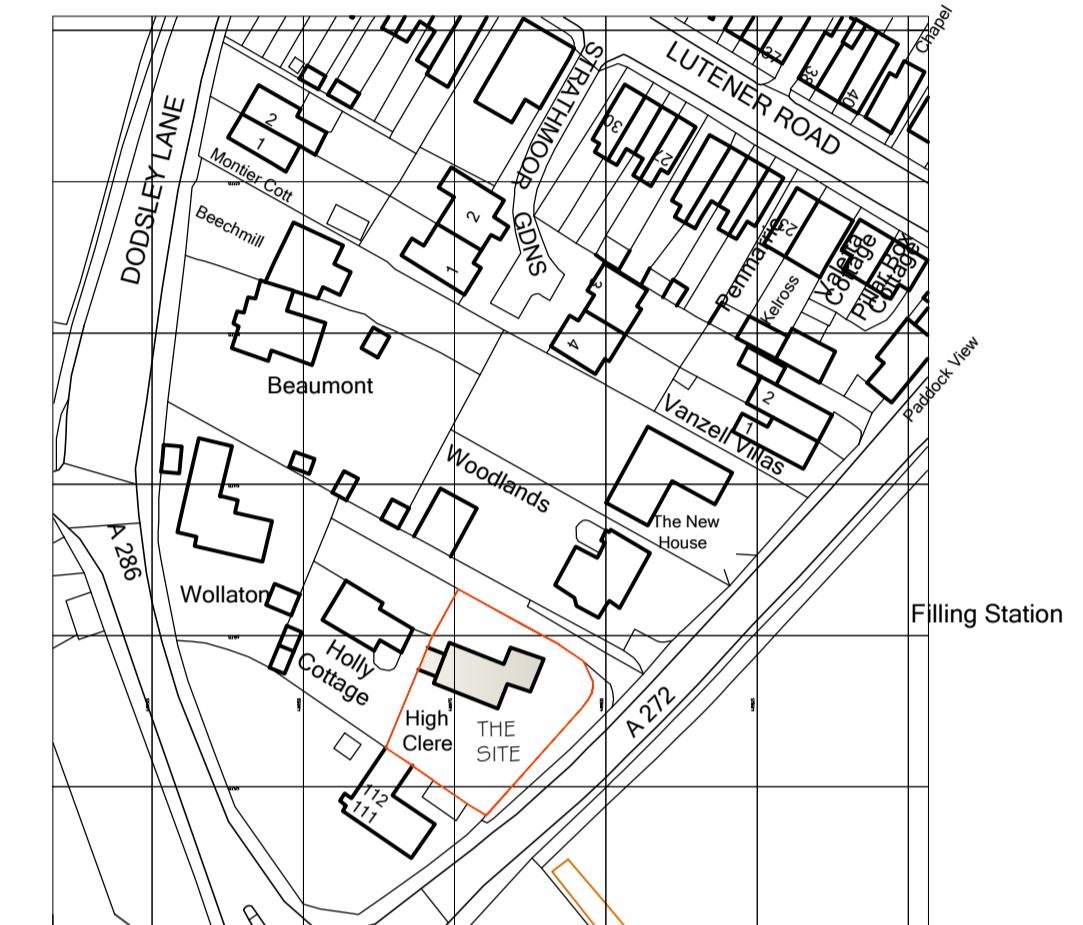 Chapel
37
38
40
LUTENER ROAD
STRATHMOOR
GDNS
DODSLEY LANE
2
1
Montier Cott
Beechmill
30
27
2
1
3
4
23
Penmarric
Kelross
Valetta
Cottage
Pillar Box
Cottage
Paddock View
Beaumont
2
1
Vanzell Villas
Woodlands
The New
House
A 286
Wollaton
Holly
Cottage
Filling Station
High
Clere
THE
SITE
A 272
112
111